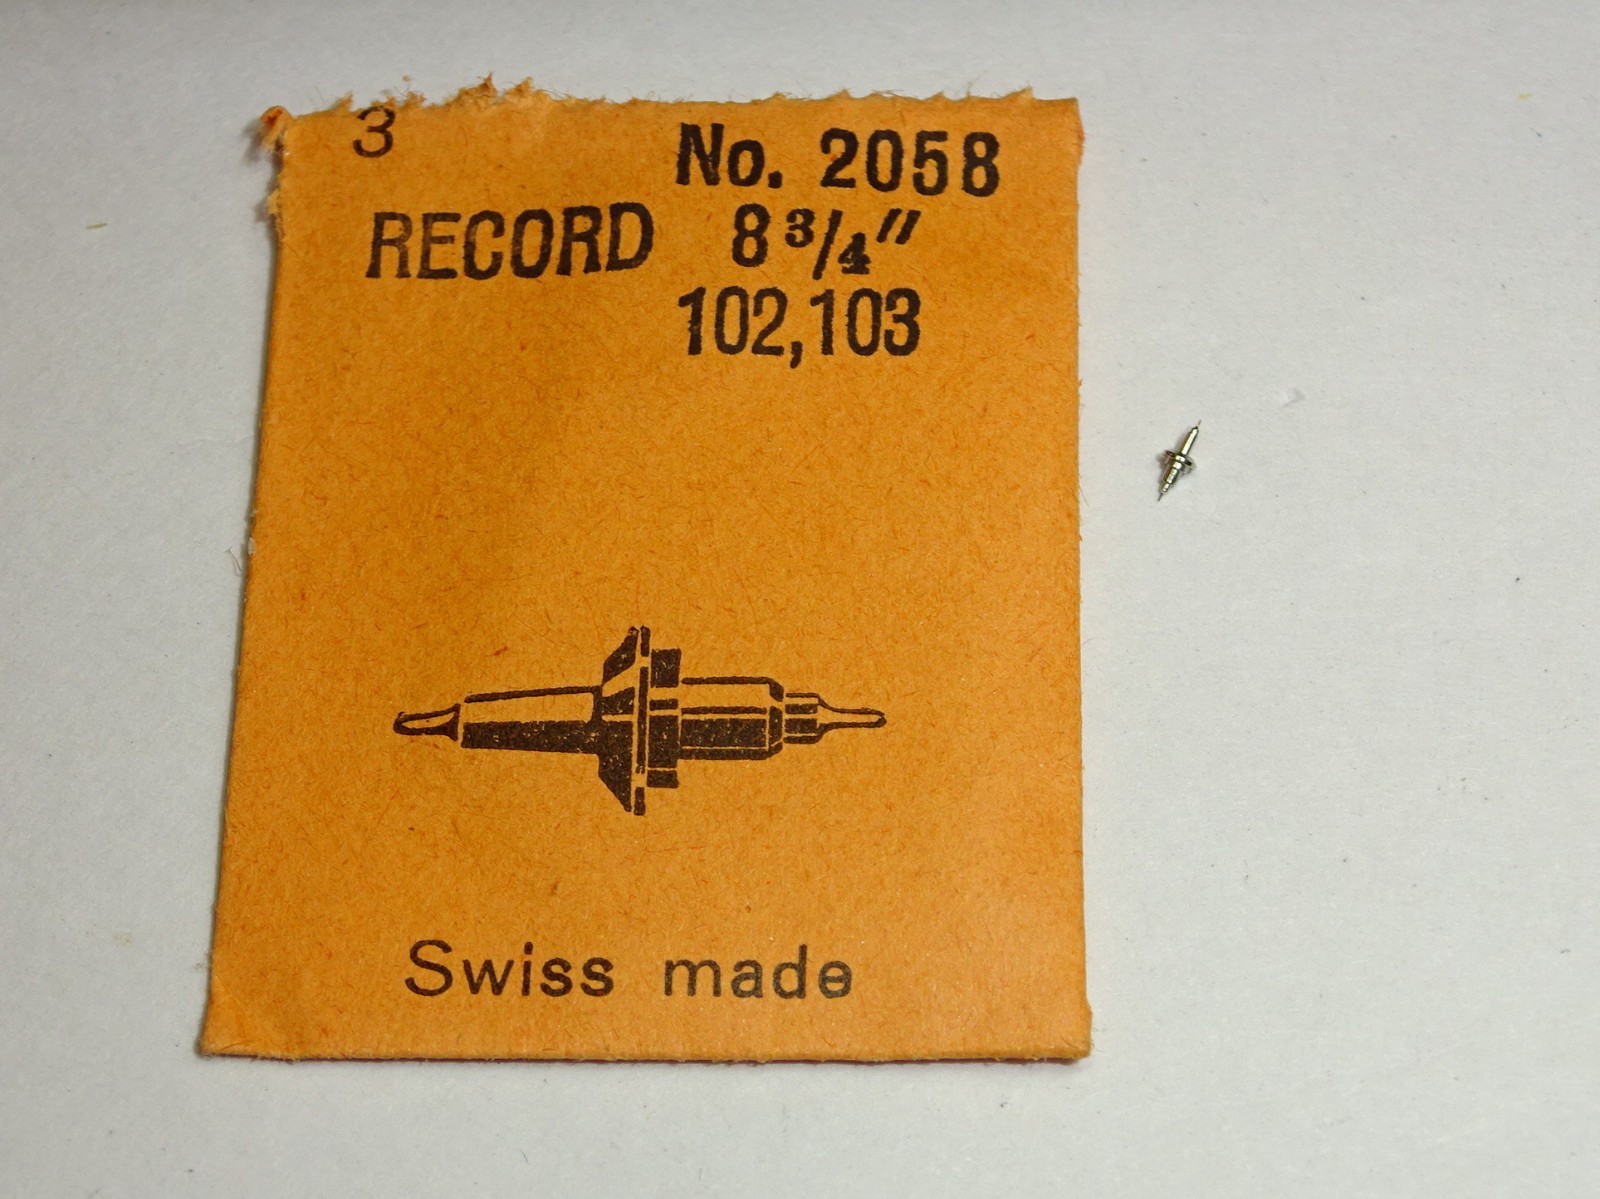 3
No. 2058
RECORD 8 3/4"
102,103
Swiss made